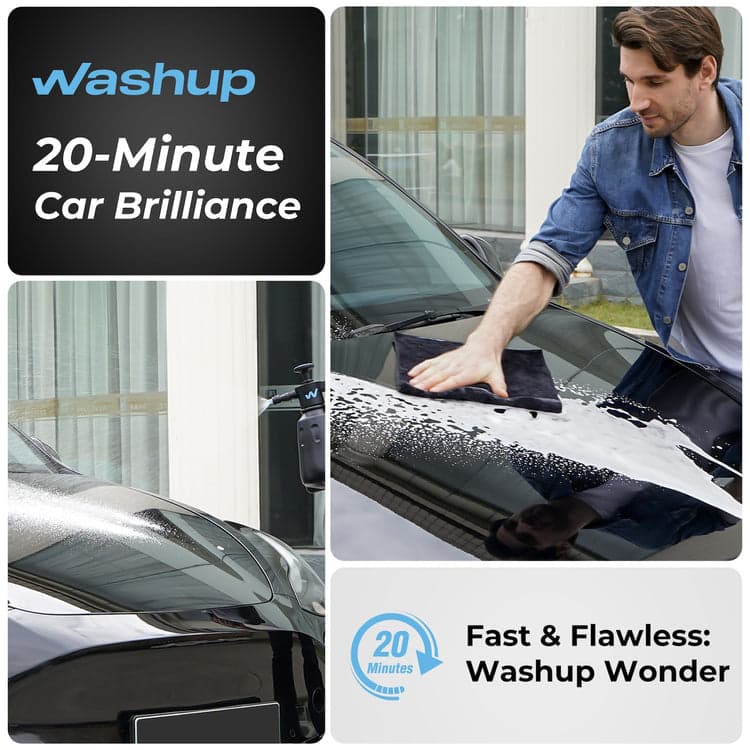 Washup
20-Minute
Car Brilliance
W
20
Minutes
Fast & Flawless:
Washup Wonder